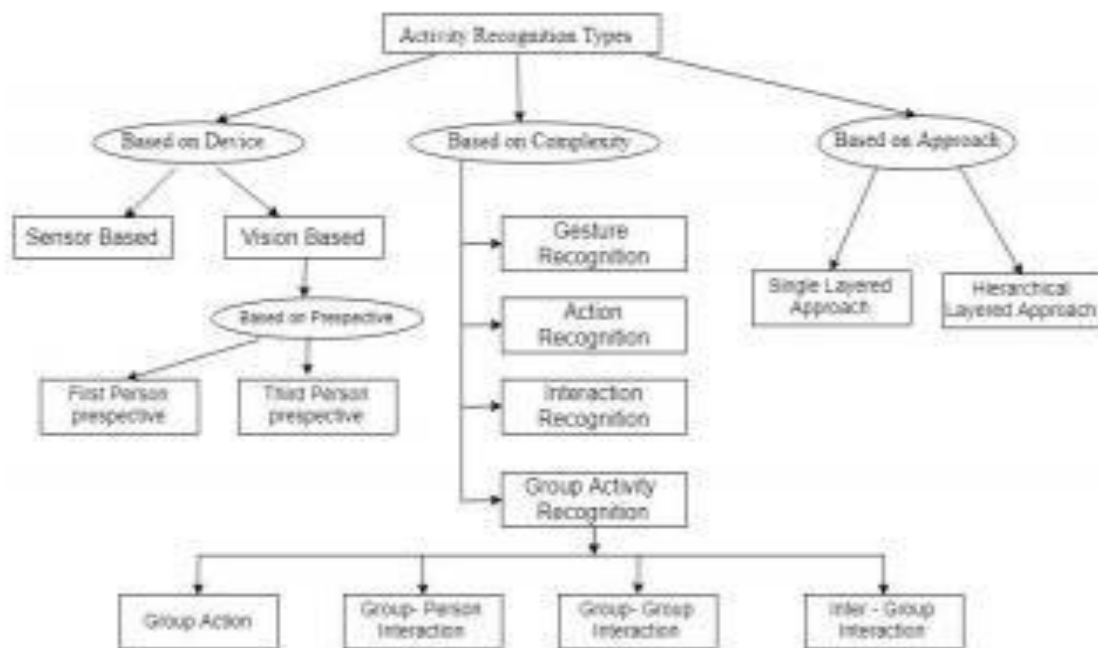 Activity Recognition Types
Based on Device
Based on Complexity
Based on Approach
Sensor Based
Vision Based
Gesture
Recognition
Single Layered
Approach
Hierarchical
Layered Approach
Based on Prespective
Action
Recognition
First Person
prespective
Third Person
prespective
Interaction
Recognition
Group Activity
Recognition
Group Action
Group- Person
Interaction
Group- Group
Interaction
Inter - Group
Interaction